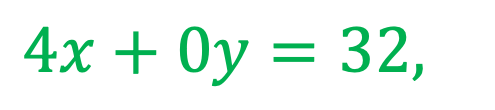 4x + 0y = 32,